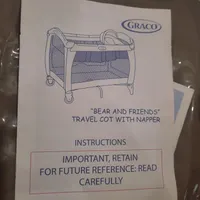 GRACO
"BEAR AND FRIENDS"
TRAVEL COT WITH NAPPER
INSTRUCTIONS
IMPORTANT, RETAIN
FOR FUTURE REFERENCE: READ
CAREFULLY